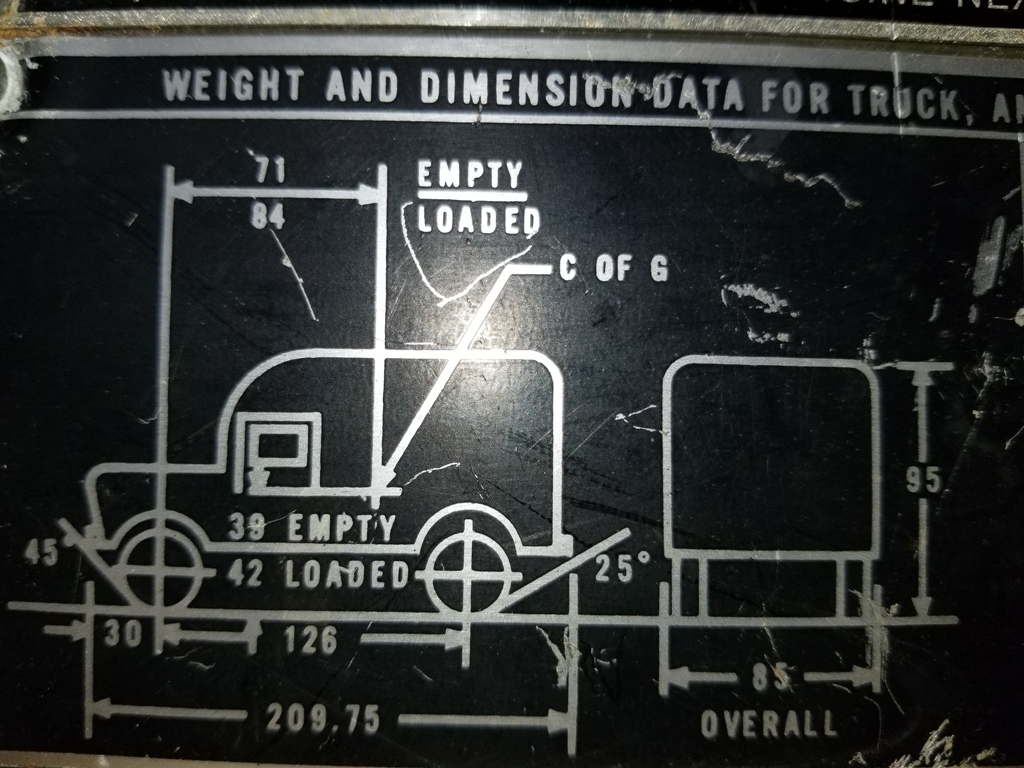 WEIGHT AND DIMENSION DATA FOR TRUCK,
71
84
EMPTY
LOADED
C OF G
39 EMPTY
42 LOADED
45°
25°
95
30
126
85
209.75
OVERALL